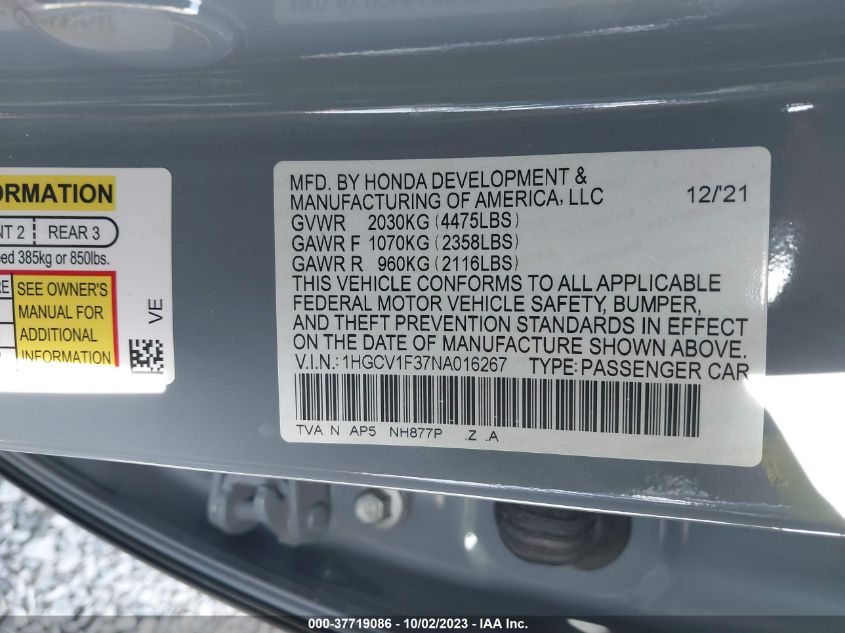 ORMATION
NT 2 | REAR 3
eed 385kg or 850lbs.
RE
SEE OWNER'S
MANUAL FOR
ADDITIONAL
INFORMATION
VE
MFD. BY HONDA DEVELOPMENT &
MANUFACTURING OF AMERICA, LLC 12/'21
GVWR 2030KG (4475LBS)
GAWR F 1070KG (2358LBS)
GAWR R 960KG (2116LBS)
THIS VEHICLE CONFORMS TO ALL APPLICABLE
FEDERAL MOTOR VEHICLE SAFETY, BUMPER,
AND THEFT PREVENTION STANDARDS IN EFFECT
ON THE DATE OF MANUFACTURE SHOWN ABOVE.
V.I.N.: 1HGCV1F37NA016267 TYPE: PASSENGER CAR
TVA N AP5 NH877P .Z .A
000-37719086 - 10/02/2023 - IAA Inc.